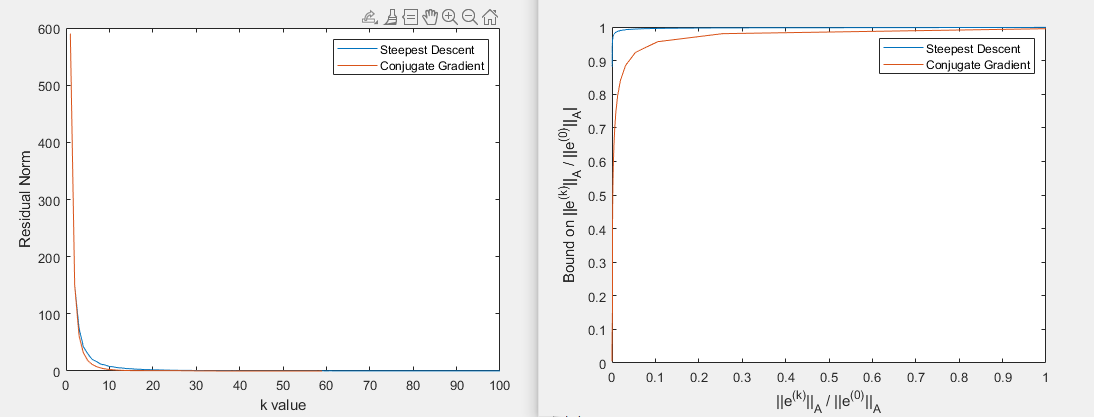 600
500
400
300
200
100
0
Residual Norm
0 10 20 30 40 50 60 70 80 90 100
k value
Steepest Descent
Conjugate Gradient
1
0.9
0.8
0.7
0.6
0.5
0.4
0.3
0.2
0.1
0
Bound on ||e^(k)||_A / ||e^(0)||_A|
0 0.1 0.2 0.3 0.4 0.5 0.6 0.7 0.8 0.9 1
||e^(k)||_A / ||e^(0)||_A
Steepest Descent
Conjugate Gradient